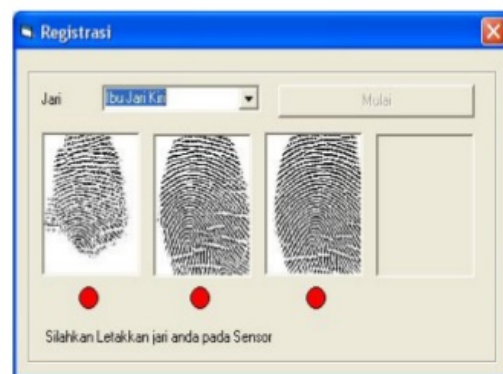 Registrasi
Jari Ibu Jari Kiri Mulai
Silahkan Letakkan jari anda pada Sensor